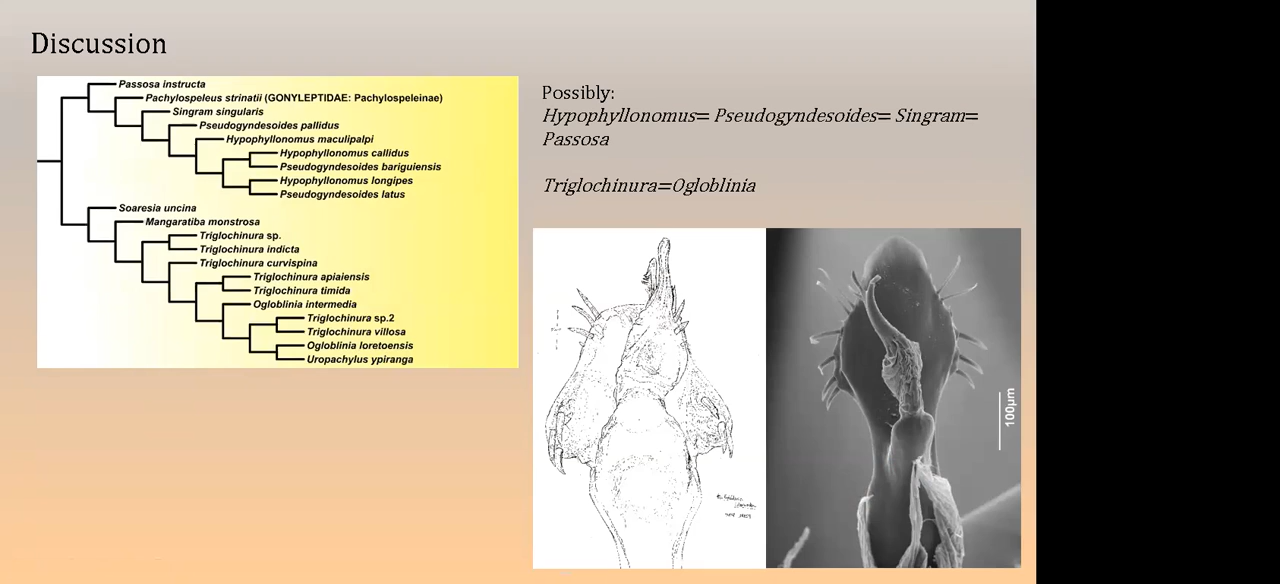 Discussion
Passosa instructa
Pachylospeleus strinatii (GONYLEPTIDAE: Pachylospeleinae)
Singram singularis
Pseudogyndesoides pallidus
Hypophyllonomus maculipalpi
Hypophyllonomus callidus
Pseudogyndesoides bariguiensis
Hypophyllonomus longipes
Pseudogyndesoides latus
Soaresia uncina
Mangaratiba monstrosa
Triglochinura sp.
Triglochinura indicta
Triglochinura curvispina
Triglochinura apiaiensis
Triglochinura timida
Ogloblinia intermedia
Triglochinura sp.2
Triglochinura villosa
Ogloblinia loretoensis
Uropachylus ypiranga
Possibly:
Hypophyllonomus= Pseudogyndesoides= Singram=
Passosa
Triglochinura=Ogloblinia
100µm